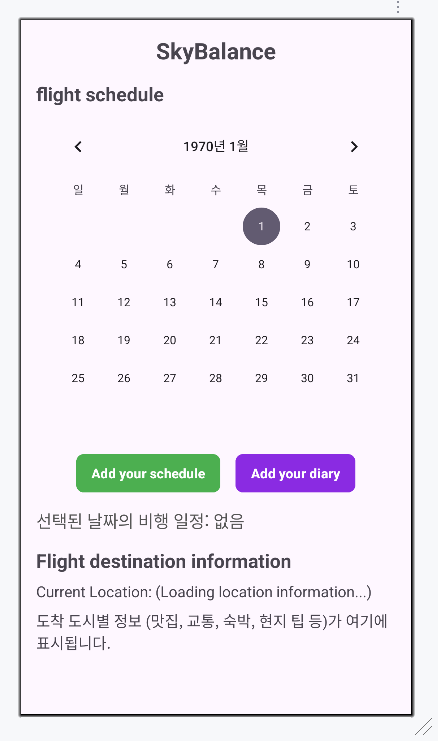 SkyBalance
flight schedule
1970년 1월
일 월 화 수 목 금 토
1 2 3
4 5 6 7 8 9 10
11 12 13 14 15 16 17
18 19 20 21 22 23 24
25 26 27 28 29 30 31
Add your schedule Add your diary
선택된 날짜의 비행 일정: 없음
Flight destination information
Current Location: (Loading location information...)
도착 도시별 정보 (맛집, 교통, 숙박, 현지 팁 등)가 여기에
표시됩니다.